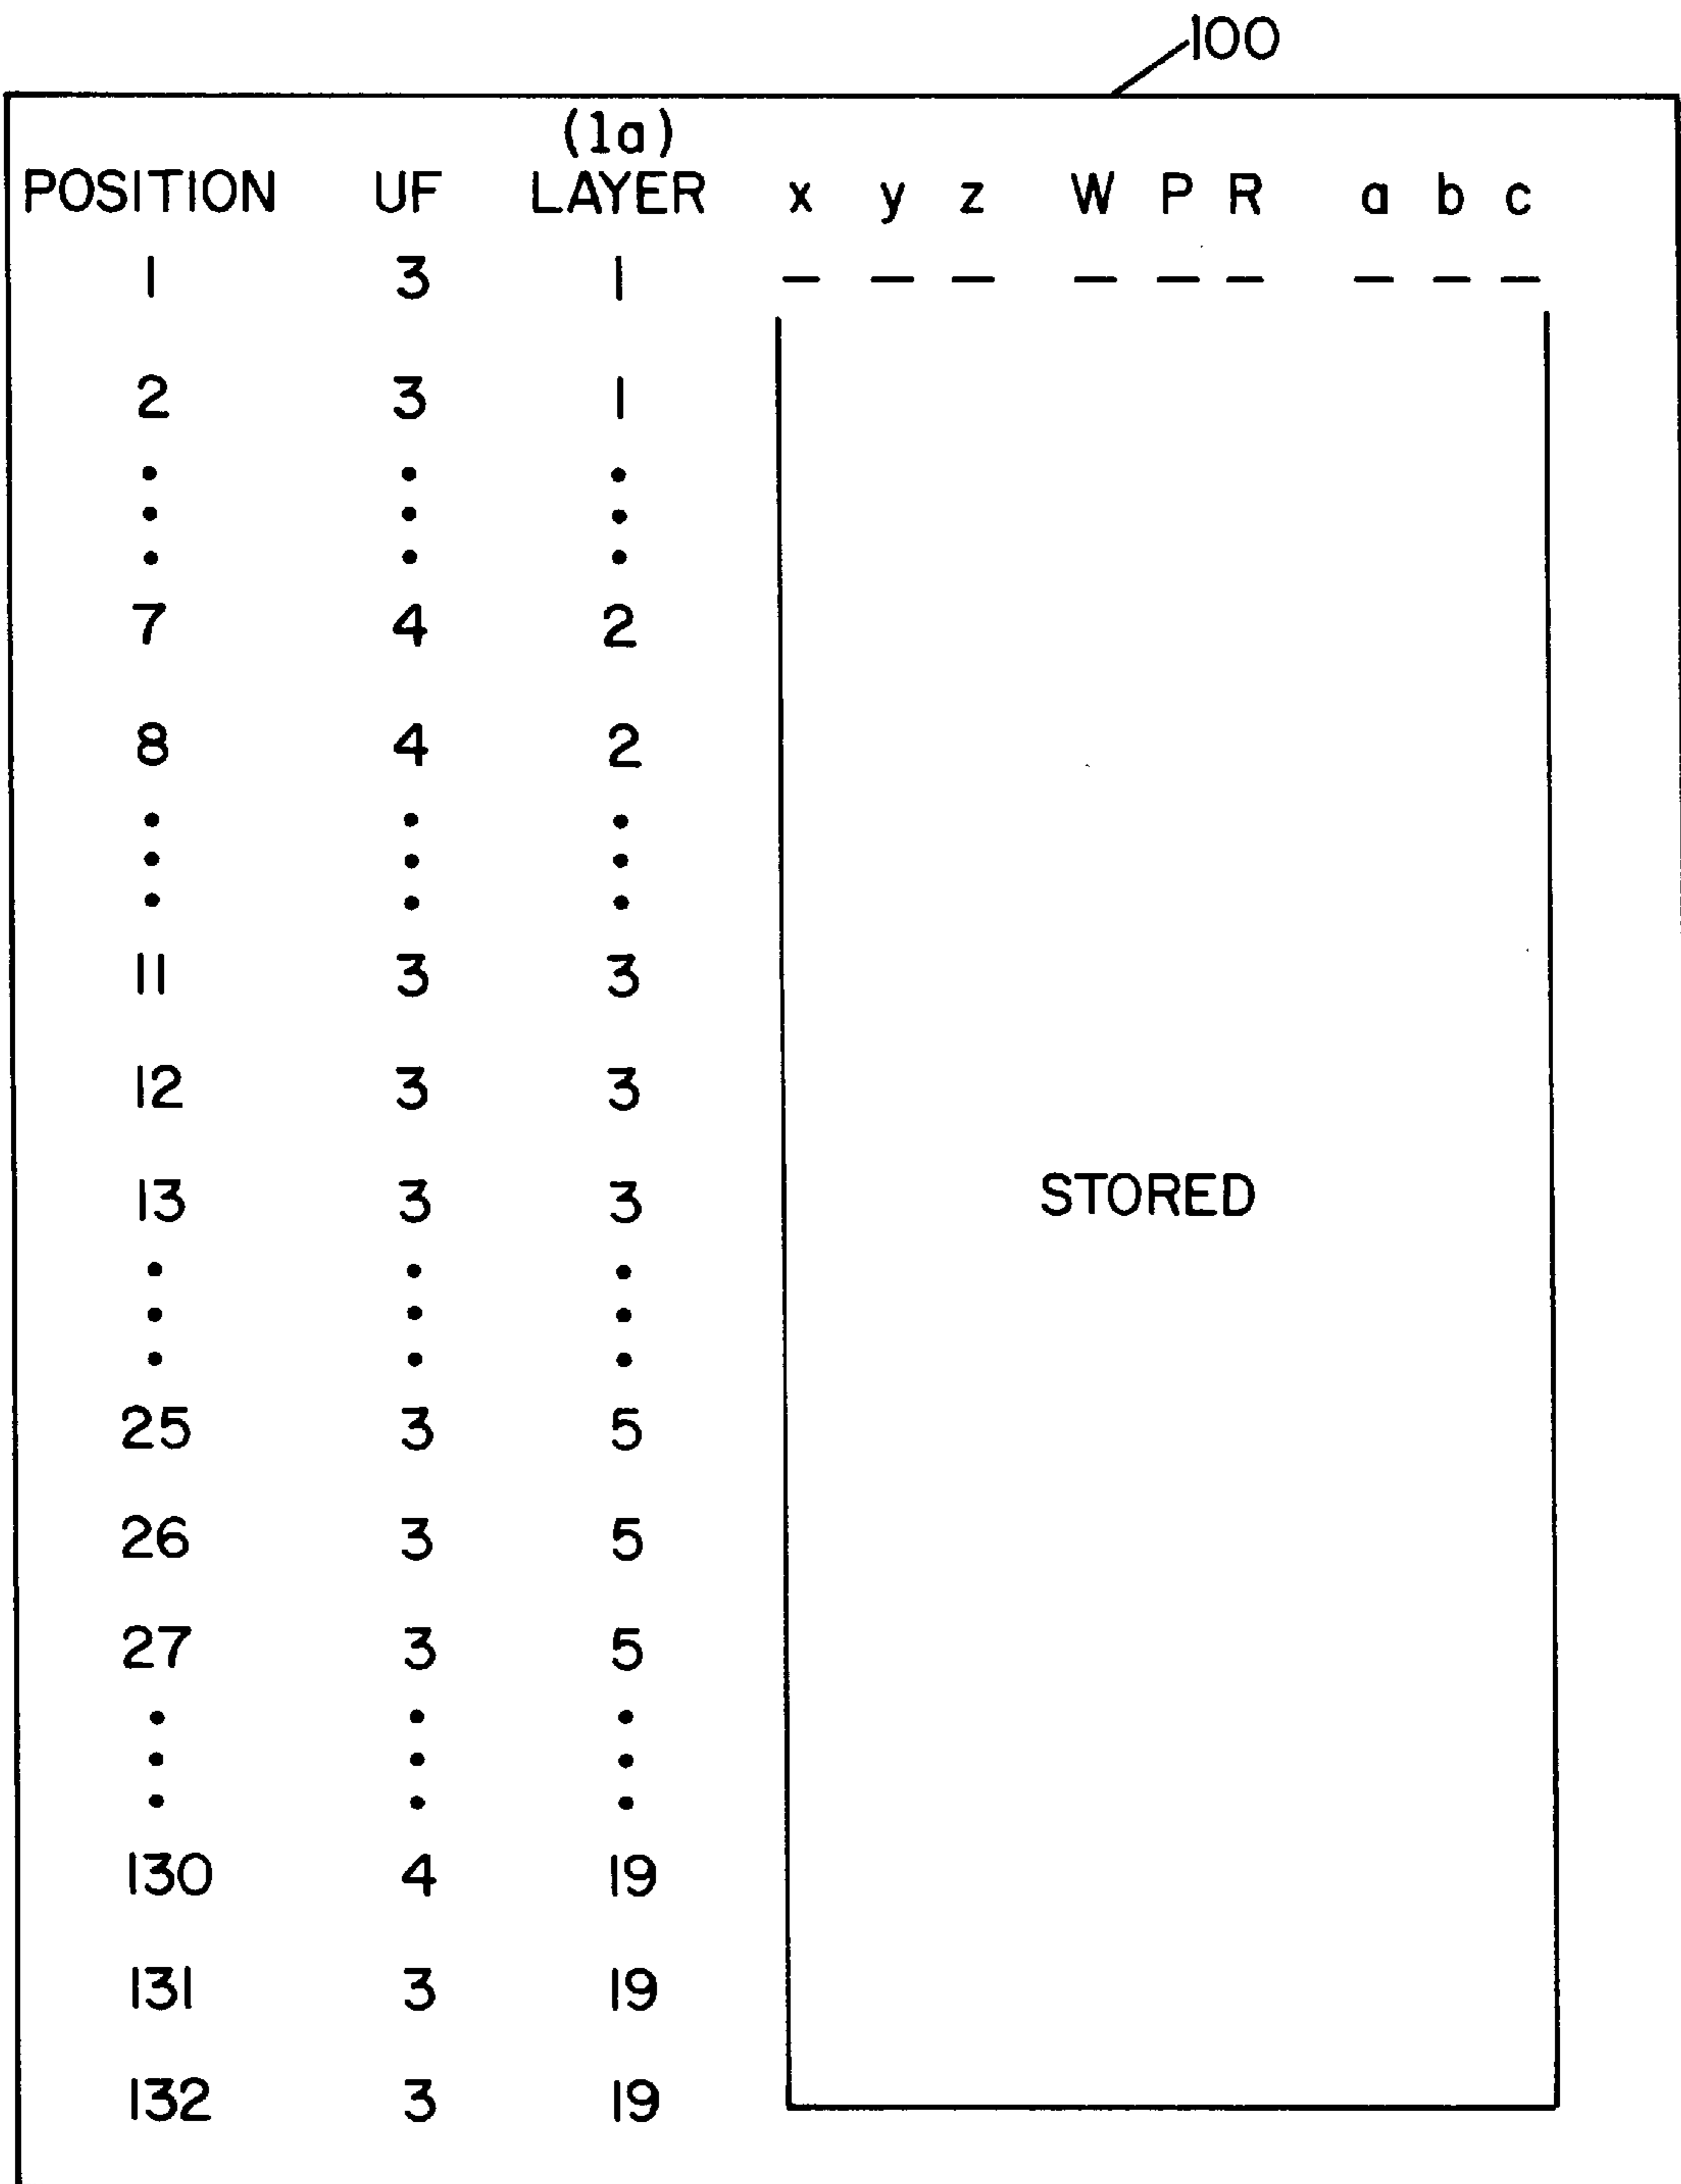 100
(1a)
POSITION UF LAYER x y z W P R a b c
1 3 1 — — — — — — — — —
2 3 1
7 4 2
8 4 2
11 3 3
12 3 3
13 3 3
STORED
25 3 5
26 3 5
27 3 5
130 4 19
131 3 19
132 3 19